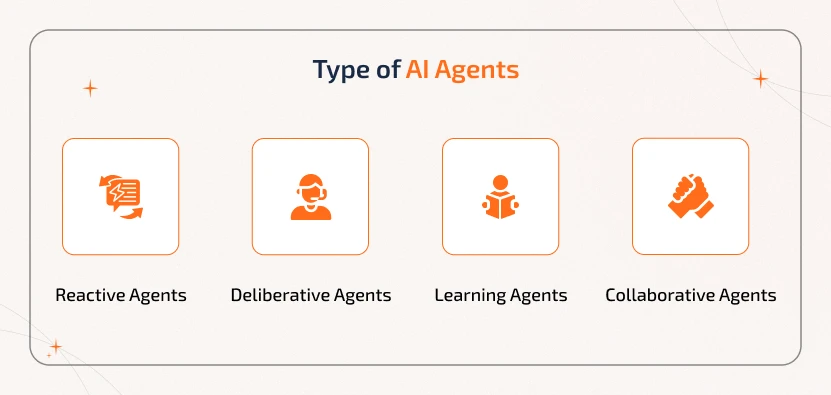 Type of AI Agents
Reactive Agents
Deliberative Agents
Learning Agents
Collaborative Agents